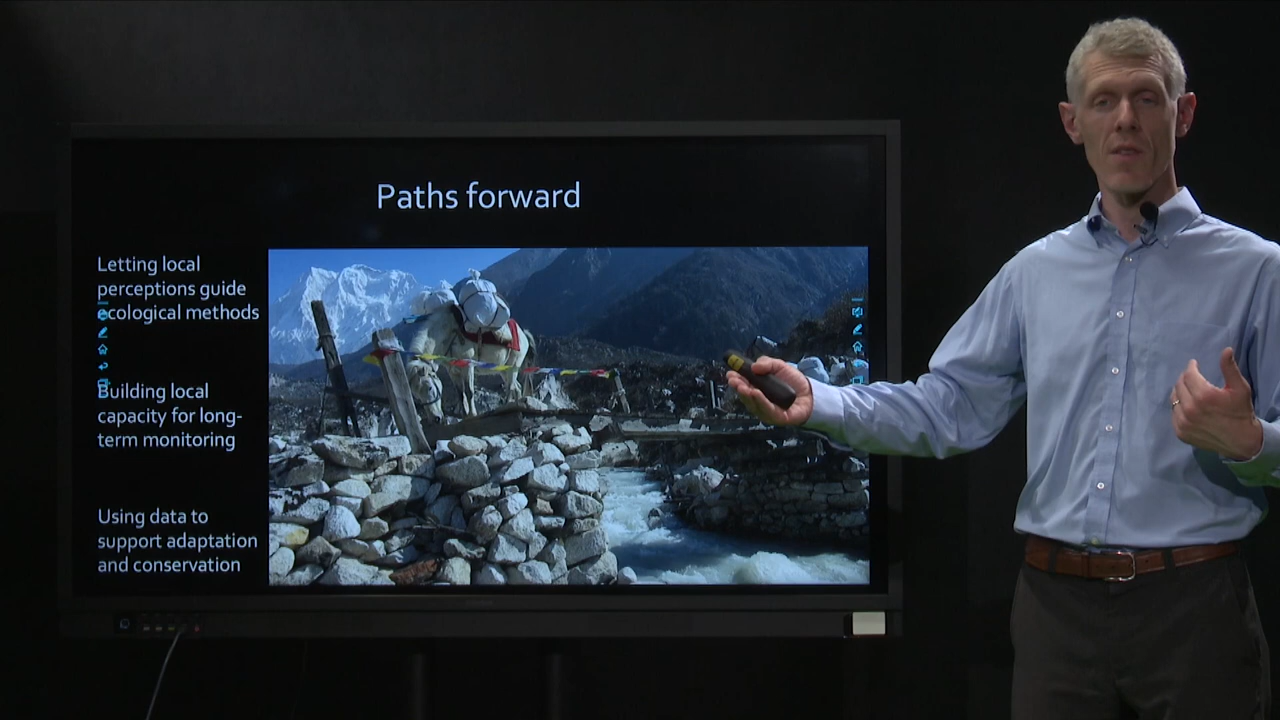 Paths forward
Letting local
perceptions guide
ecological methods
Building local
capacity for long-
term monitoring
Using data to
support adaptation
and conservation